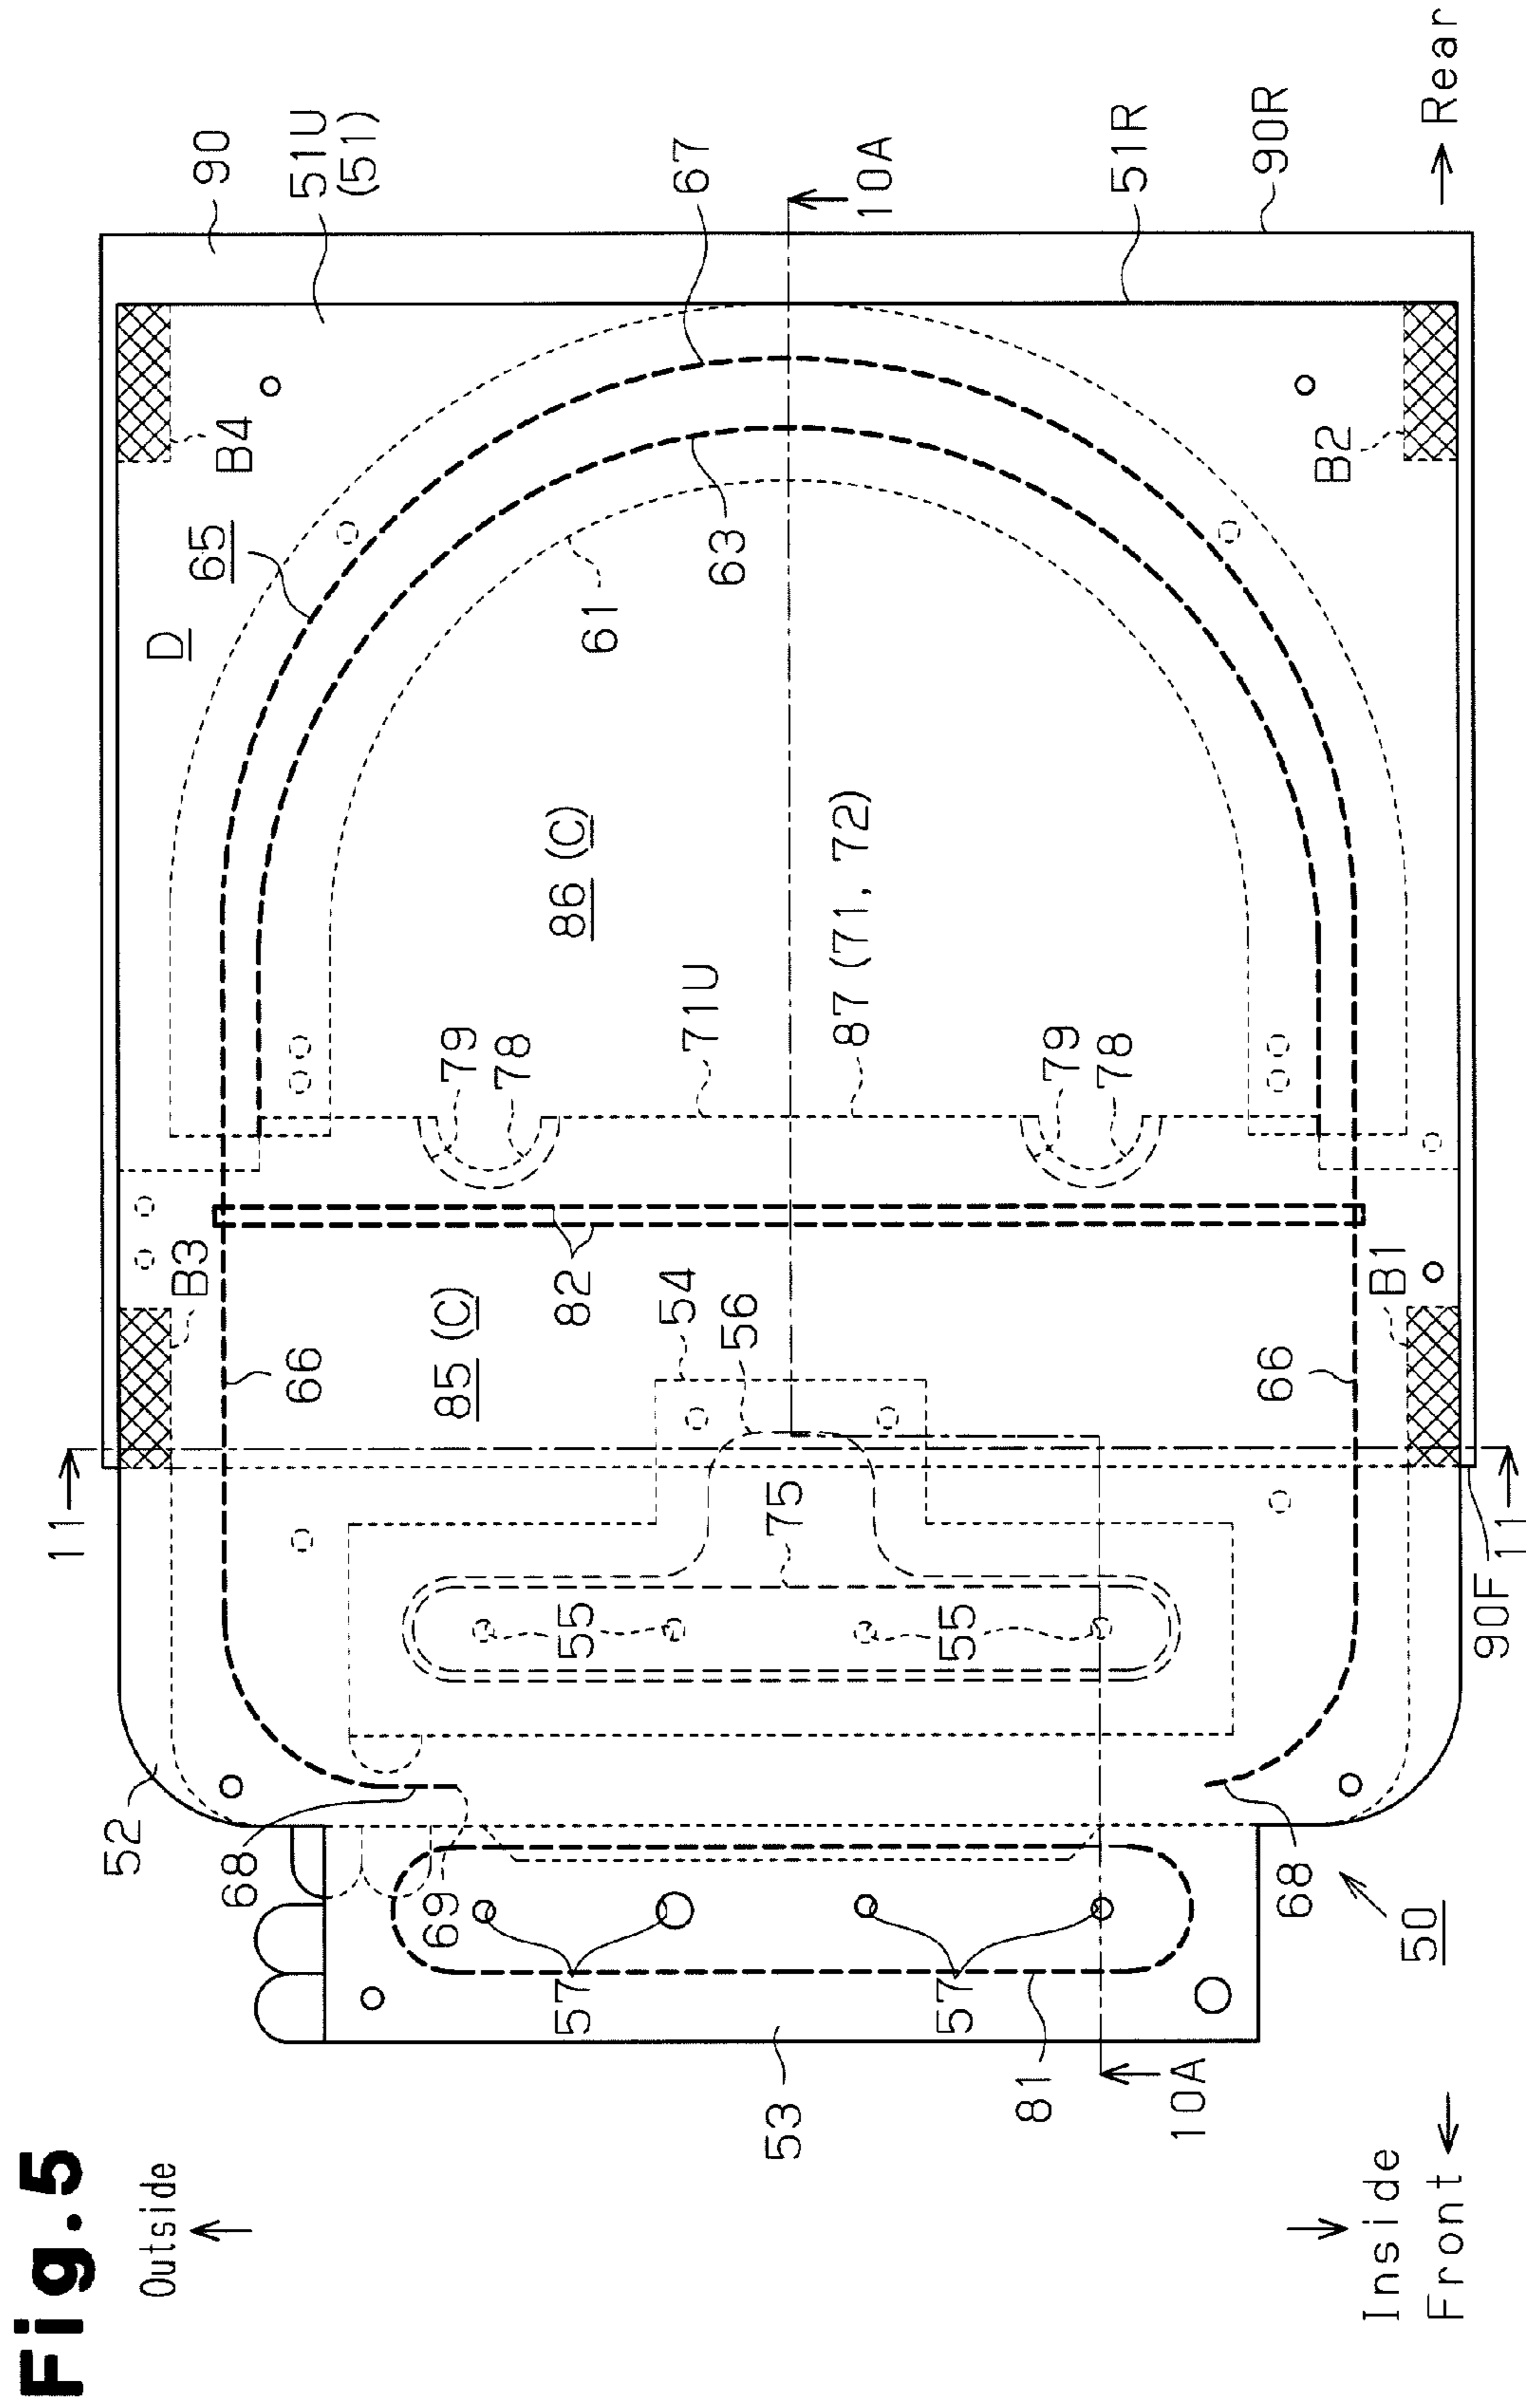 Fig.5
Outside
Inside
Front
Rear
90
51U
(51)
67
10A
51R
90R
B4
65
D
63
61
B2
86 (C)
87 (71, 72)
71U
79
78
79
78
B3
82
54
56
85 (C)
B1
66
66
11
75
55
55
90F
11
52
68
69
57
57
68
50
53
81
10A